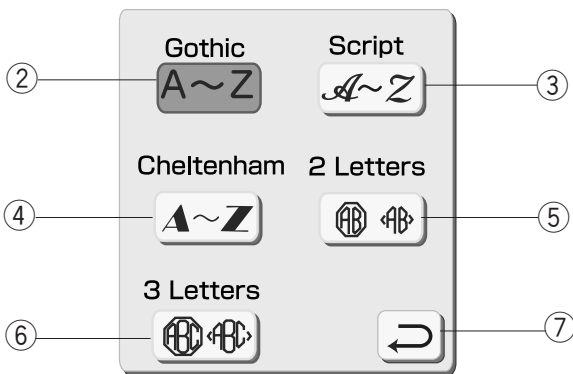 Gothic Script
② A~Z A~Z ③
Cheltenham 2 Letters
④ A~Z AB AB ⑤
3 Letters
⑥ ABC ABC ⑦